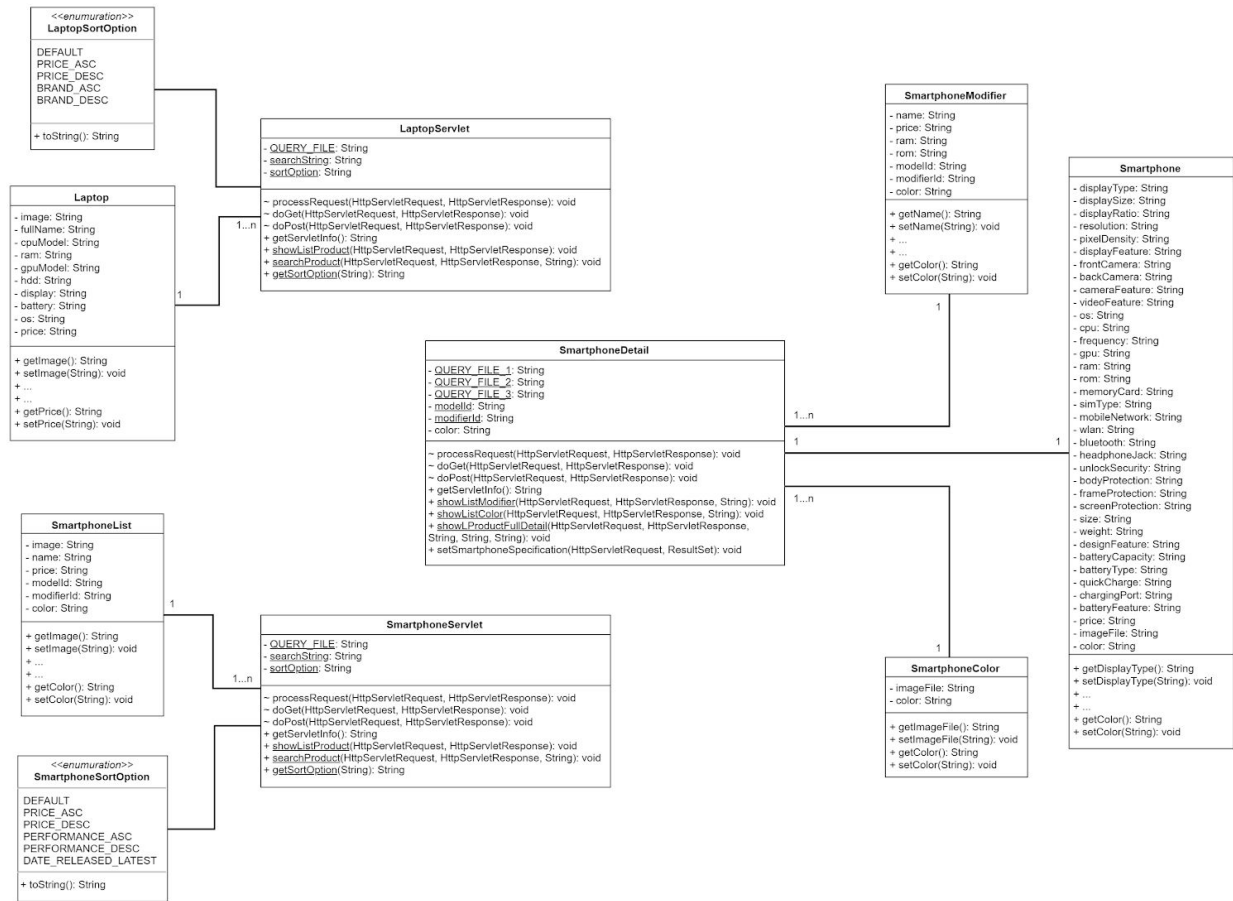 <<enumuration>>
LaptopSortOption
DEFAULT
PRICE_ASC
PRICE_DESC
BRAND_ASC
BRAND_DESC
+ toString(): String
Laptop
- image: String
- fullName: String
- cpuModel: String
- ram: String
- gpuModel: String
- hdd: String
- display: String
- battery: String
- os: String
- price: String
+ getImage(): String
+ setImage(String): void
+ ...
+ ...
+ getPrice(): String
+ setPrice(String): void
1
1...n
LaptopServlet
- QUERY_FILE: String
- searchString: String
- sortOption: String
~ processRequest(HttpServletRequest, HttpServletResponse): void
~ doGet(HttpServletRequest, HttpServletResponse): void
~ doPost(HttpServletRequest, HttpServletResponse): void
+ getServletInfo(): String
+ showListProduct(HttpServletRequest, HttpServletResponse): void
+ searchProduct(HttpServletRequest, HttpServletResponse, String): void
+ getSortOption(String): String
SmartphoneList
- image: String
- name: String
- price: String
- modelId: String
- modifierId: String
- color: String
+ getImage(): String
+ setImage(String): void
+ ...
+ ...
+ getColor(): String
+ setColor(String): void
1
1...n
<<enumuration>>
SmartphoneSortOption
DEFAULT
PRICE_ASC
PRICE_DESC
PERFORMANCE_ASC
PERFORMANCE_DESC
DATE_RELEASED_LATEST
+ toString(): String
SmartphoneServlet
- QUERY_FILE: String
- searchString: String
- sortOption: String
~ processRequest(HttpServletRequest, HttpServletResponse): void
~ doGet(HttpServletRequest, HttpServletResponse): void
~ doPost(HttpServletRequest, HttpServletResponse): void
+ getServletInfo(): String
+ showListProduct(HttpServletRequest, HttpServletResponse): void
+ searchProduct(HttpServletRequest, HttpServletResponse, String): void
+ getSortOption(String): String
SmartphoneDetail
- QUERY_FILE_1: String
- QUERY_FILE_2: String
- QUERY_FILE_3: String
- modelId: String
- modifierId: String
- color: String
~ processRequest(HttpServletRequest, HttpServletResponse): void
~ doGet(HttpServletRequest, HttpServletResponse): void
~ doPost(HttpServletRequest, HttpServletResponse): void
+ getServletInfo(): String
+ showListModifier(HttpServletRequest, HttpServletResponse, String): void
+ showListColor(HttpServletRequest, HttpServletResponse, String): void
+ showLProductFullDetail(HttpServletRequest, HttpServletResponse,
String, String, String): void
+ setSmartphoneSpecification(HttpServletRequest, ResultSet): void
1...n
1
1
1...n
1
1
SmartphoneModifier
- name: String
- price: String
- ram: String
- rom: String
- modelId: String
- modifierId: String
- color: String
+ getName(): String
+ setName(String): void
+ ...
+ ...
+ getColor(): String
+ setColor(String): void
SmartphoneColor
- imageFile: String
- color: String
+ getImageFile(): String
+ setImageFile(String): void
+ getColor(): String
+ setColor(String): void
Smartphone
- displayType: String
- displaySize: String
- displayRatio: String
- resolution: String
- pixelDensity: String
- displayFeature: String
- frontCamera: String
- backCamera: String
- cameraFeature: String
- videoFeature: String
- os: String
- cpu: String
- frequency: String
- gpu: String
- ram: String
- rom: String
- memoryCard: String
- simType: String
- mobileNetwork: String
- wlan: String
- bluetooth: String
- headphoneJack: String
- unlockSecurity: String
- bodyProtection: String
- frameProtection: String
- screenProtection: String
- size: String
- weight: String
- designFeature: String
- batteryCapacity: String
- batteryType: String
- quickCharge: String
- chargingPort: String
- batteryFeature: String
- price: String
- imageFile: String
- color: String
+ getDisplayType(): String
+ setDisplayType(String): void
+ ...
+ ...
+ getColor(): String
+ setColor(String): void